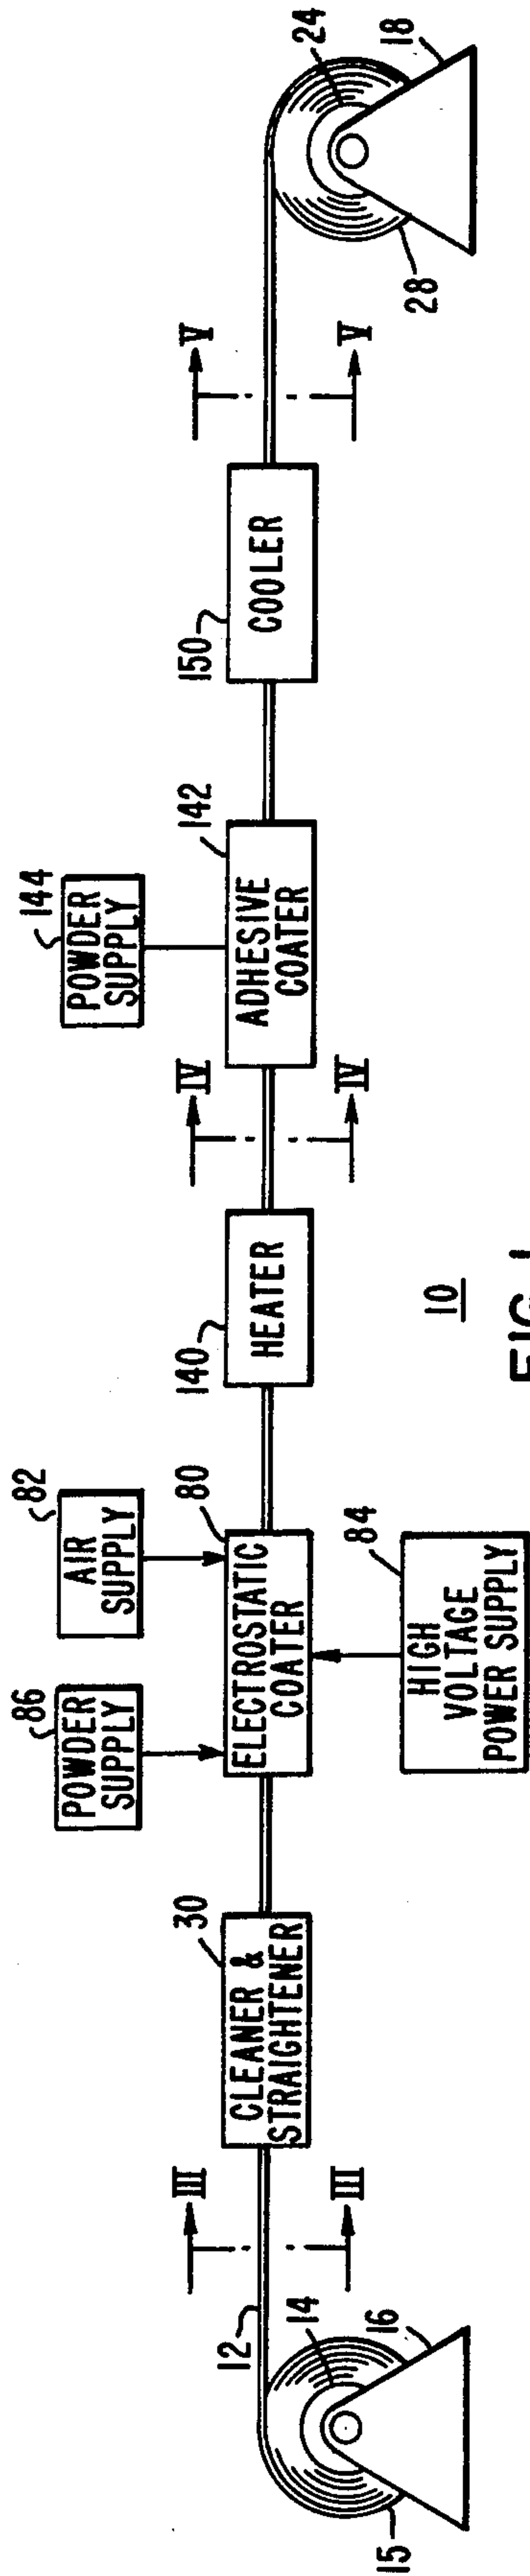 86
POWDER
SUPPLY
82
AIR
SUPPLY
144
POWDER
SUPPLY
III
IV
V
12
30
CLEANER &
STRAIGHTENER
80
ELECTROSTATIC
COATER
140
HEATER
142
ADHESIVE
COATER
150
COOLER
24
14
16
15
III
84
HIGH
VOLTAGE
POWER SUPPLY
IV
V
18
28
10
FIG. 1